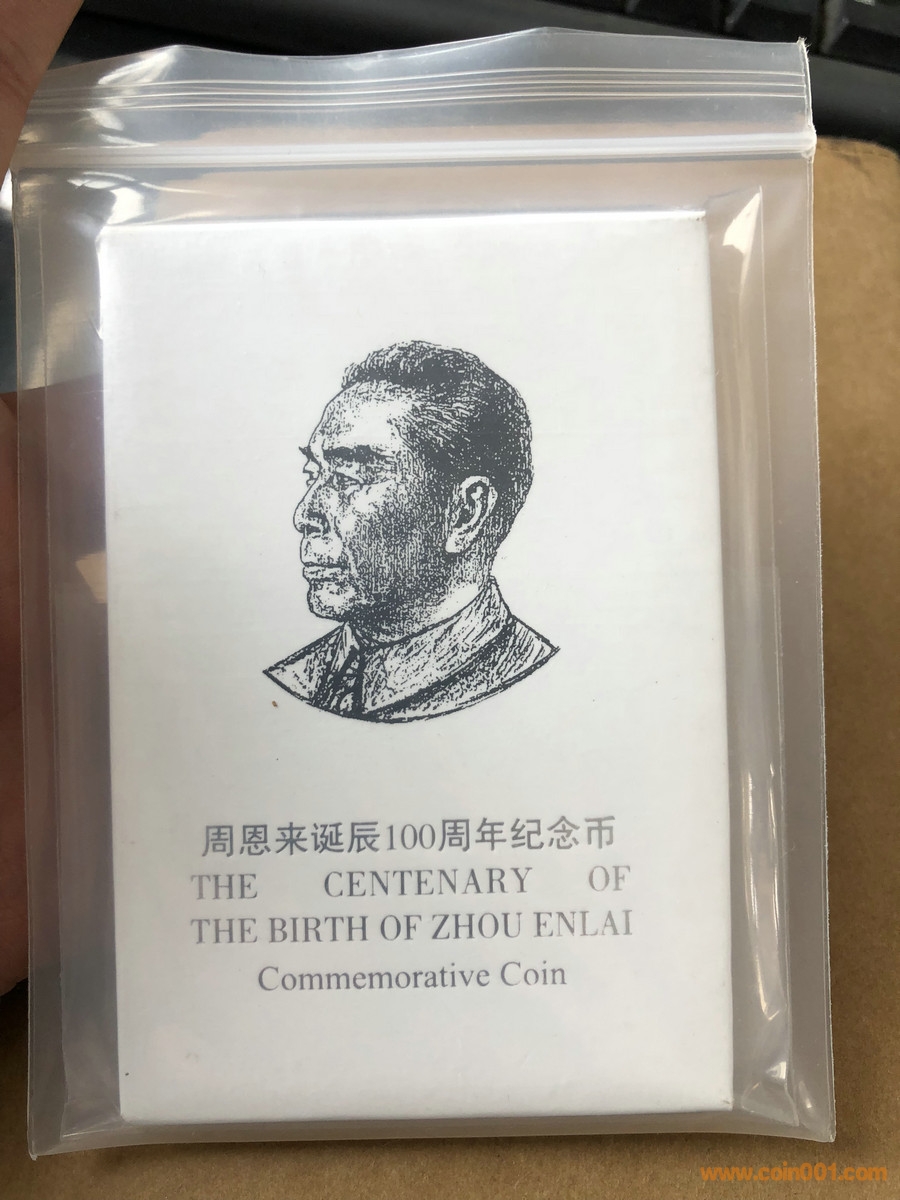 周恩来诞辰100周年纪念币
THE CENTENARY OF
THE BIRTH OF ZHOU ENLAI
Commemorative Coin
www.coin001.com